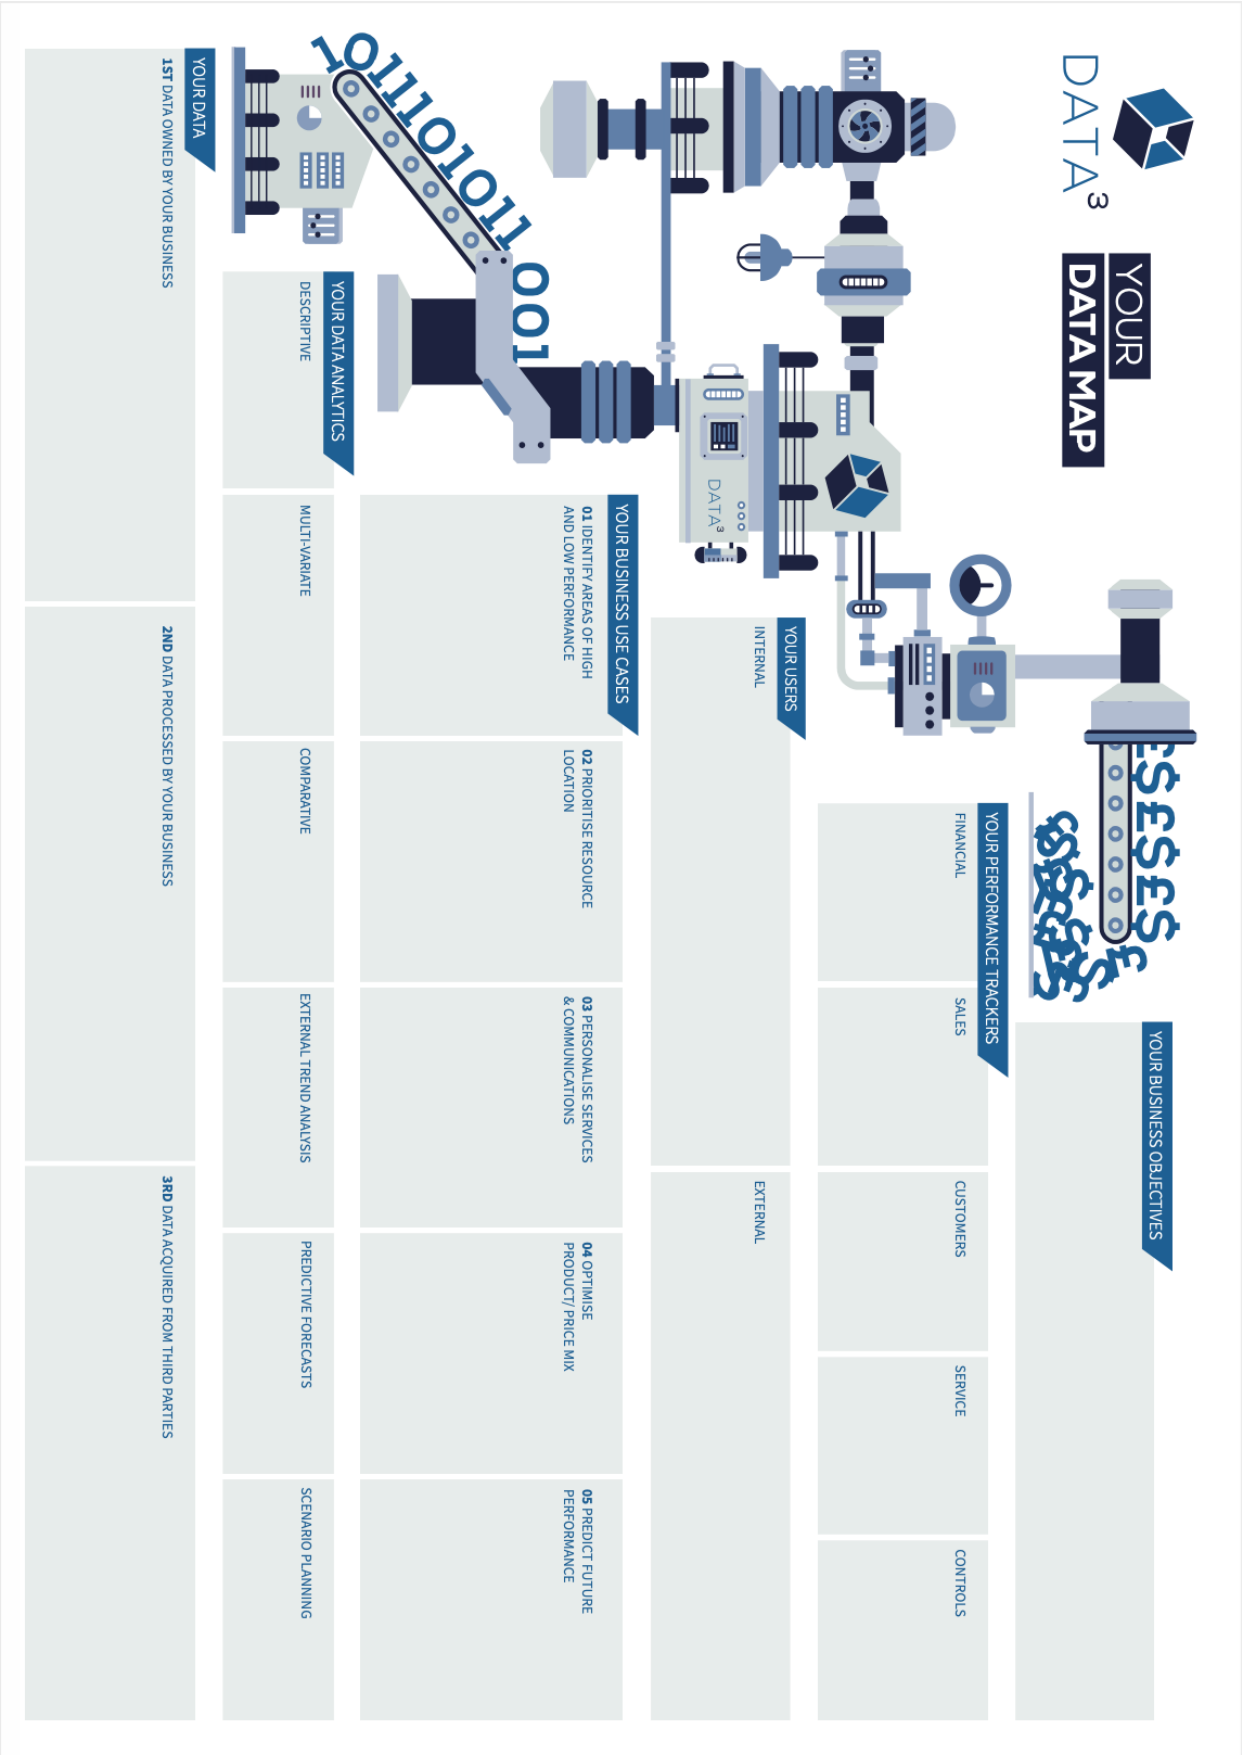 DATA³
YOUR
DATA MAP
£$£$£$
YOUR BUSINESS OBJECTIVES
YOUR PERFORMANCE TRACKERS
FINANCIAL
SALES
CUSTOMERS
SERVICE
CONTROLS
YOUR USERS
INTERNAL
EXTERNAL
DATA³
YOUR BUSINESS USE CASES
01 IDENTIFY AREAS OF HIGH
AND LOW PERFORMANCE
02 PRIORITISE RESOURCE
LOCATION
03 PERSONALISE SERVICES
& COMMUNICATIONS
04 OPTIMISE
PRODUCT/ PRICE MIX
05 PREDICT FUTURE
PERFORMANCE
1011101011
001
YOUR DATA ANALYTICS
DESCRIPTIVE
MULTI-VARIATE
COMPARATIVE
EXTERNAL TREND ANALYSIS
PREDICTIVE FORECASTS
SCENARIO PLANNING
YOUR DATA
1ST DATA OWNED BY YOUR BUSINESS
2ND DATA PROCESSED BY YOUR BUSINESS
3RD DATA ACQUIRED FROM THIRD PARTIES